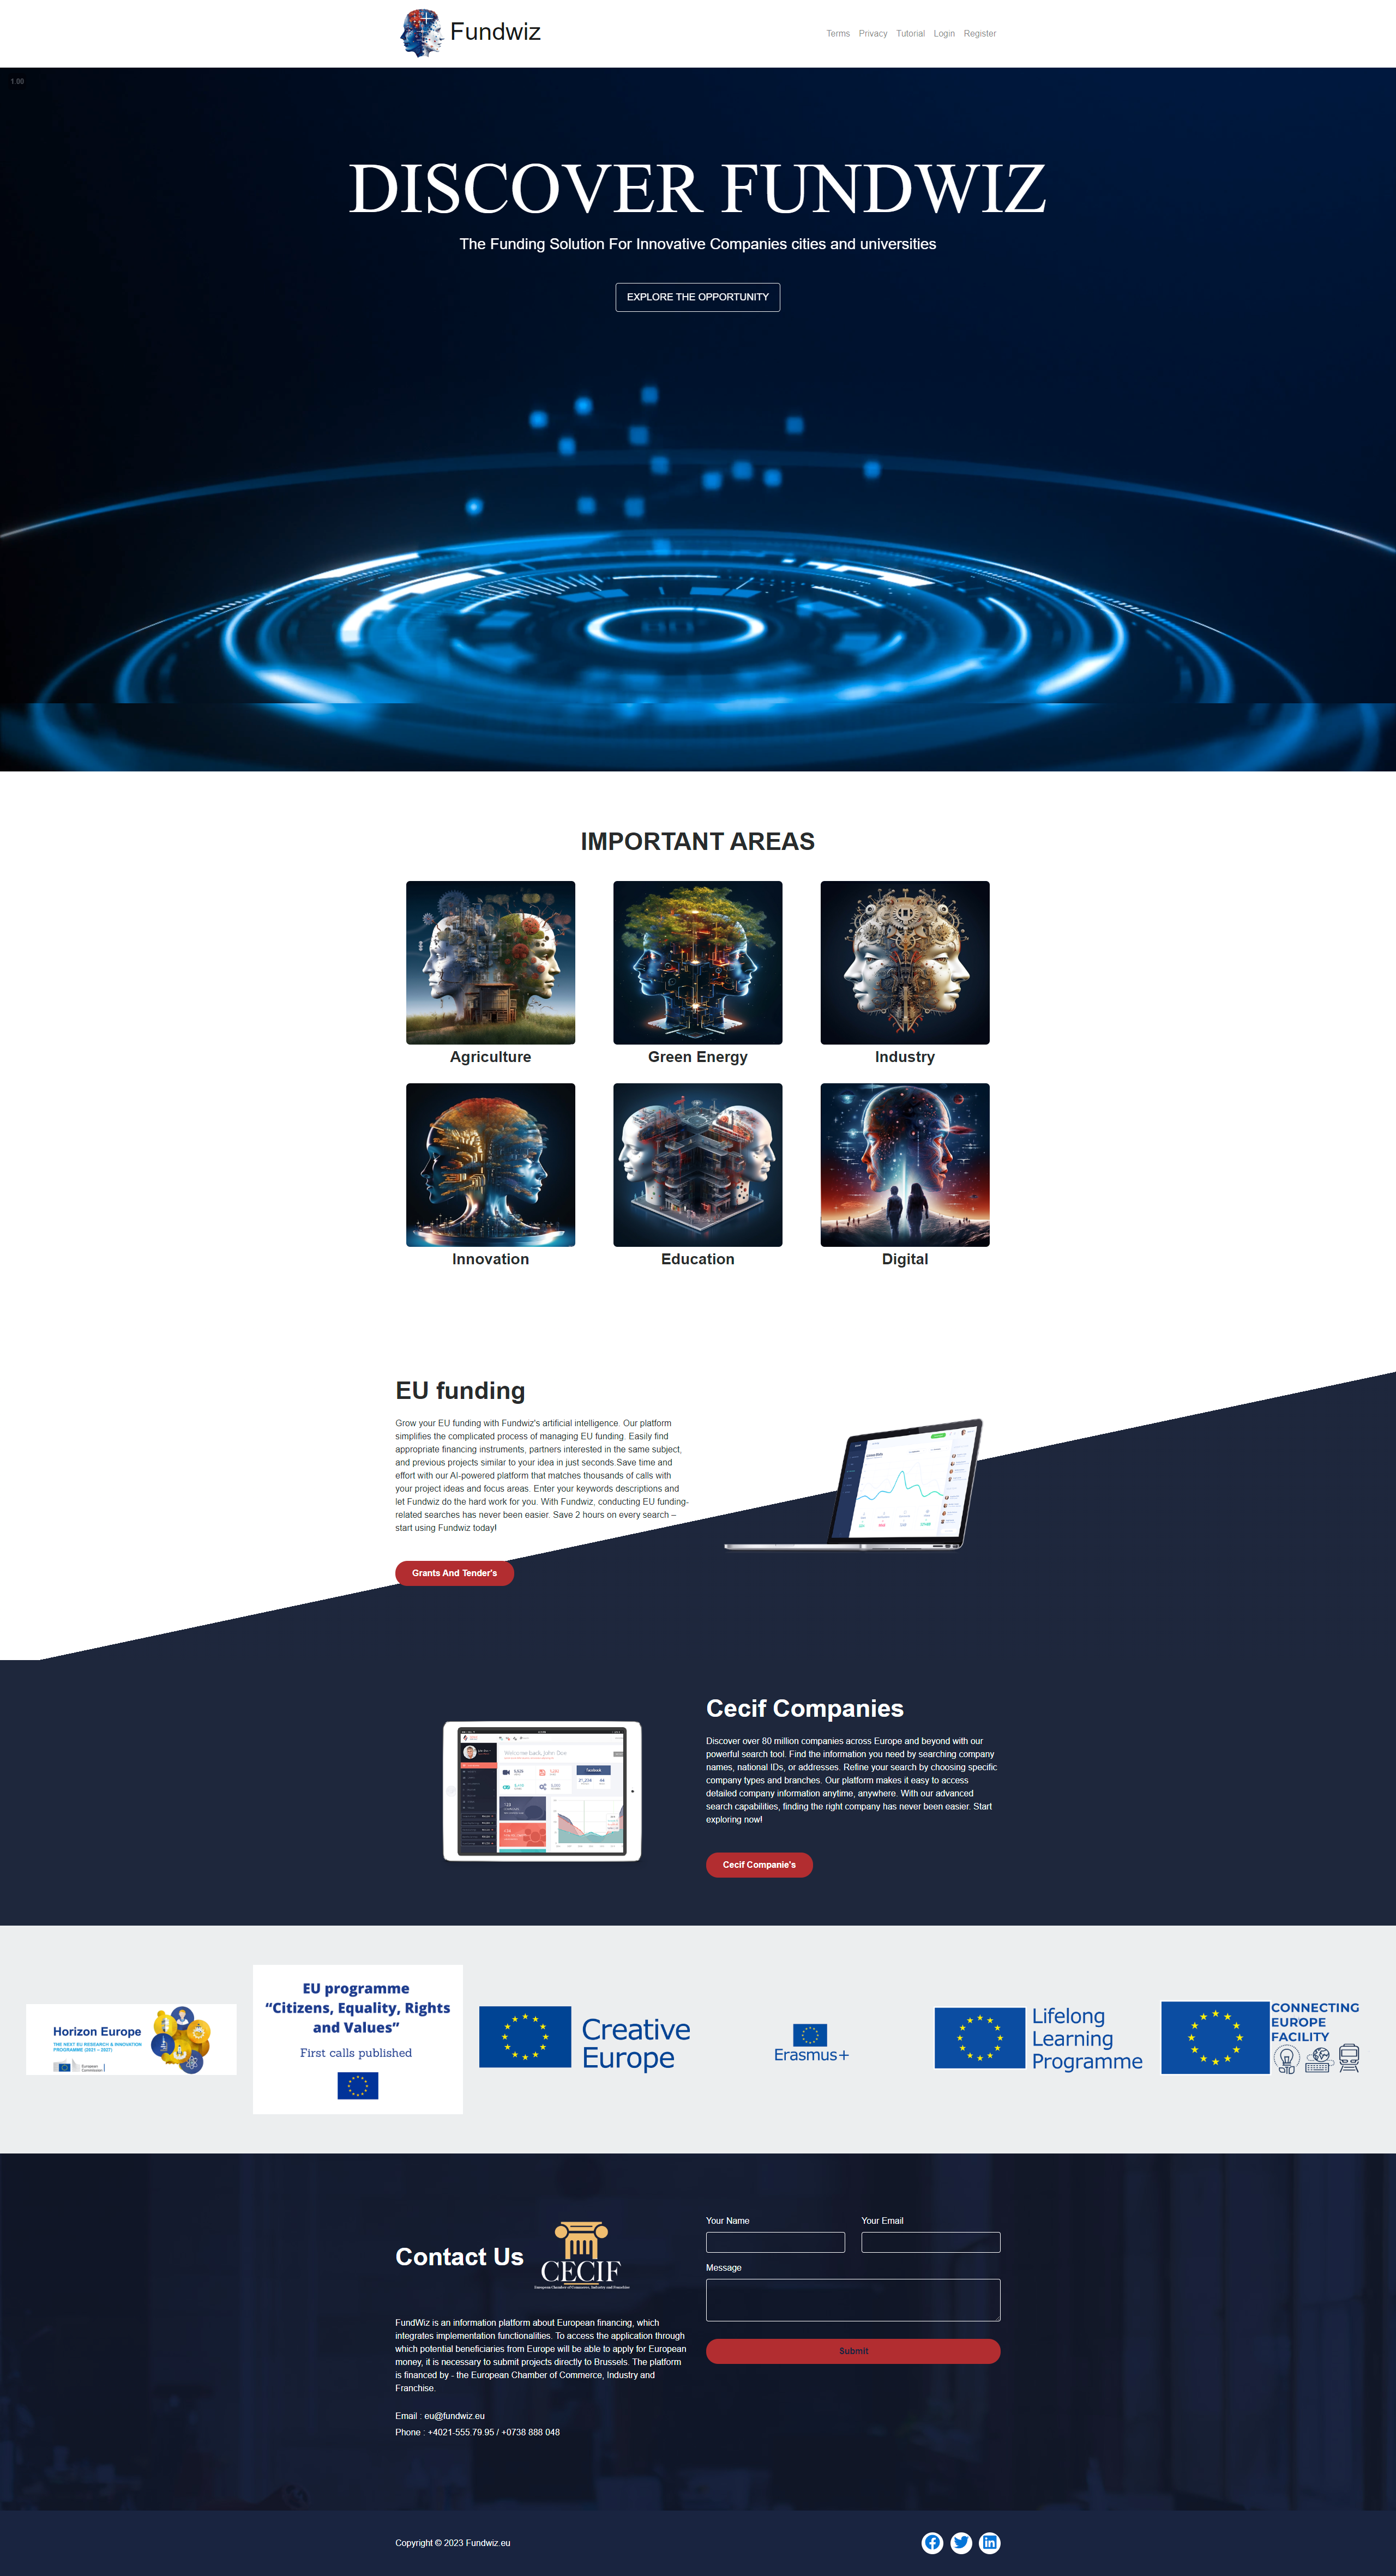 Fundwiz
Terms Privacy Tutorial Login Register
1.00
DISCOVER FUNDWIZ
The Funding Solution For Innovative Companies cities and universities
EXPLORE THE OPPORTUNITY
IMPORTANT AREAS
Agriculture Green Energy Industry
Innovation Education Digital
EU funding
Grow your EU funding with Fundwiz's artificial intelligence. Our platform
simplifies the complicated process of managing EU funding. Easily find
appropriate financing instruments, partners interested in the same subject,
and previous projects similar to your idea in just seconds.Save time and
effort with our AI-powered platform that matches thousands of calls with
your project ideas and focus areas. Enter your keywords descriptions and
let Fundwiz do the hard work for you. With Fundwiz, conducting EU funding-
related searches has never been easier. Save 2 hours on every search –
start using Fundwiz today!
Grants And Tender's
Welcome back, John Doe
facebook
Cecif Companies
Discover over 80 million companies across Europe and beyond with our
powerful search tool. Find the information you need by searching company
names, national IDs, or addresses. Refine your search by choosing specific
company types and branches. Our platform makes it easy to access
detailed company information anytime, anywhere. With our advanced
search capabilities, finding the right company has never been easier. Start
exploring now!
Cecif Companie's
Horizon Europe
THE NEXT EU RESEARCH & INNOVATION
PROGRAMME (2021 – 2027)
European
Commission
EU programme
“Citizens, Equality, Rights
and Values”
First calls published
Creative
Europe
Erasmus+
Lifelong
Learning
Programme
CONNECTING
EUROPE
FACILITY
Contact Us
CECIF
European Chamber of Commerce, Industry and Franchise
FundWiz is an information platform about European financing, which
integrates implementation functionalities. To access the application through
which potential beneficiaries from Europe will be able to apply for European
money, it is necessary to submit projects directly to Brussels. The platform
is financed by - the European Chamber of Commerce, Industry and
Franchise.
Email : eu@fundwiz.eu
Phone : +4021-555.79.95 / +0738 888 048
Your Name Your Email
Message
Submit
Copyright © 2023 Fundwiz.eu